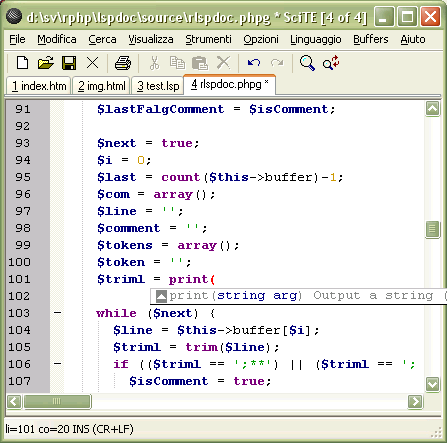 d:\sv\rphp\lspdoc\source\rlspdoc.phpg * SciTE [4 of 4]
File Modifica Cerca Visualizza Strumenti Opzioni Linguaggio Buffers Aiuto
1 index.htm 2 img.html 3 test.lsp 4 rlspdoc.phpg *
91 $lastFalgComment = $isComment;
92
93 $next = true;
94 $i = 0;
95 $last = count($this->buffer)-1;
96 $com = array();
97 $line = '';
98 $comment = '';
99 $tokens = array();
100 $token = '';
101 $triml = print(
102 print(string arg) Output a string (
103 while ($next) {
104 $line = $this->buffer[$i];
105 $triml = trim($line);
106 if (($triml == ';**') || ($triml == ';
107 $isComment = true;
li=101 co=20 INS (CR+LF)